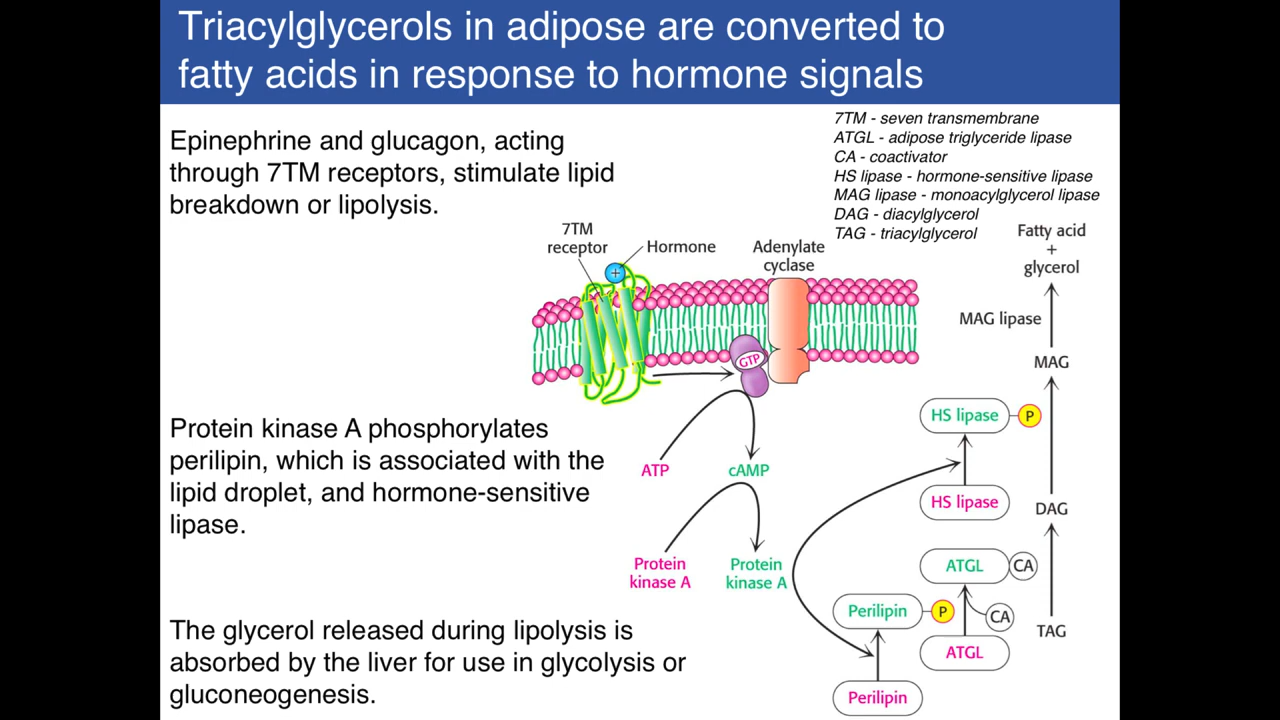 Triacylglycerols in adipose are converted to
fatty acids in response to hormone signals
Epinephrine and glucagon, acting
through 7TM receptors, stimulate lipid
breakdown or lipolysis.
7TM - seven transmembrane
ATGL - adipose triglyceride lipase
CA - coactivator
HS lipase - hormone-sensitive lipase
MAG lipase - monoacylglycerol lipase
DAG - diacylglycerol
TAG - triacylglycerol
7TM
receptor
Hormone
+
Adenylate
cyclase
GTP
Fatty acid
+
glycerol
MAG lipase
MAG
HS lipase
P
HS lipase
DAG
Protein kinase A phosphorylates
perilipin, which is associated with the
lipid droplet, and hormone-sensitive
lipase.
ATP
cAMP
Protein
kinase A
Protein
kinase A
ATGL
CA
Perilipin
P
CA
TAG
ATGL
Perilipin
The glycerol released during lipolysis is
absorbed by the liver for use in glycolysis or
gluconeogenesis.